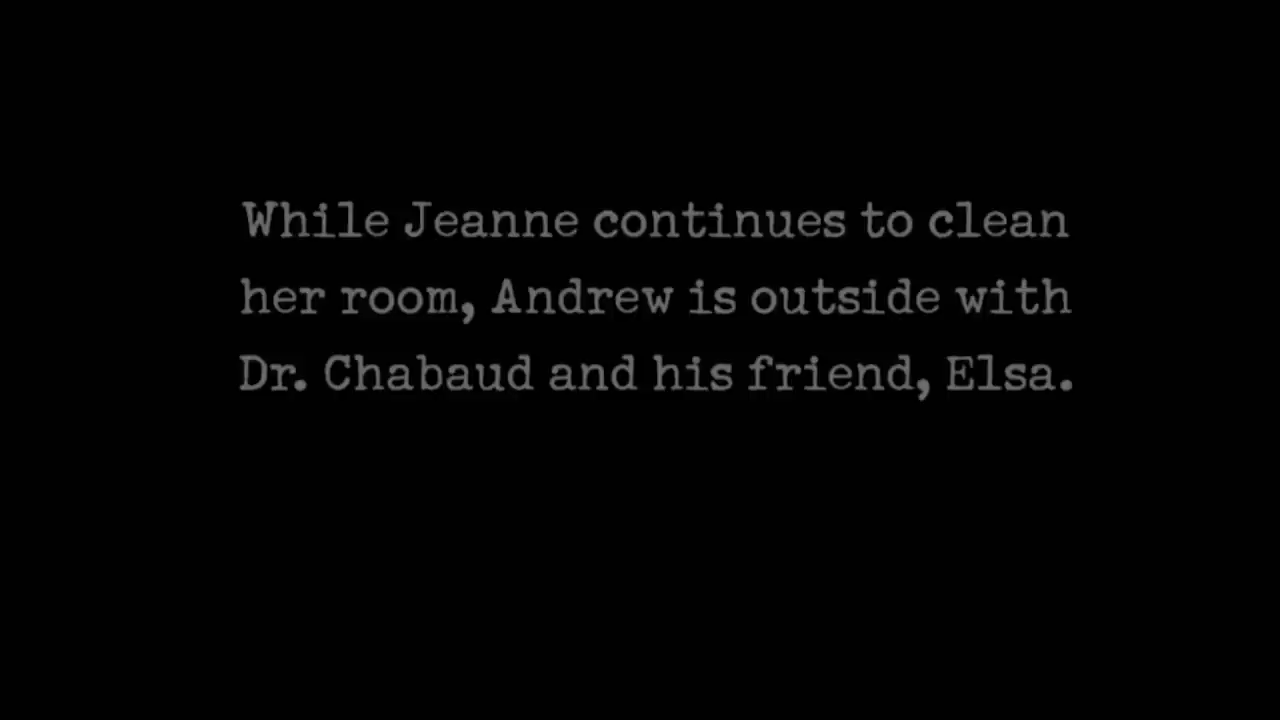 While Jeanne continues to clean
her room, Andrew is outside with
Dr. Chabaud and his friend, Elsa.